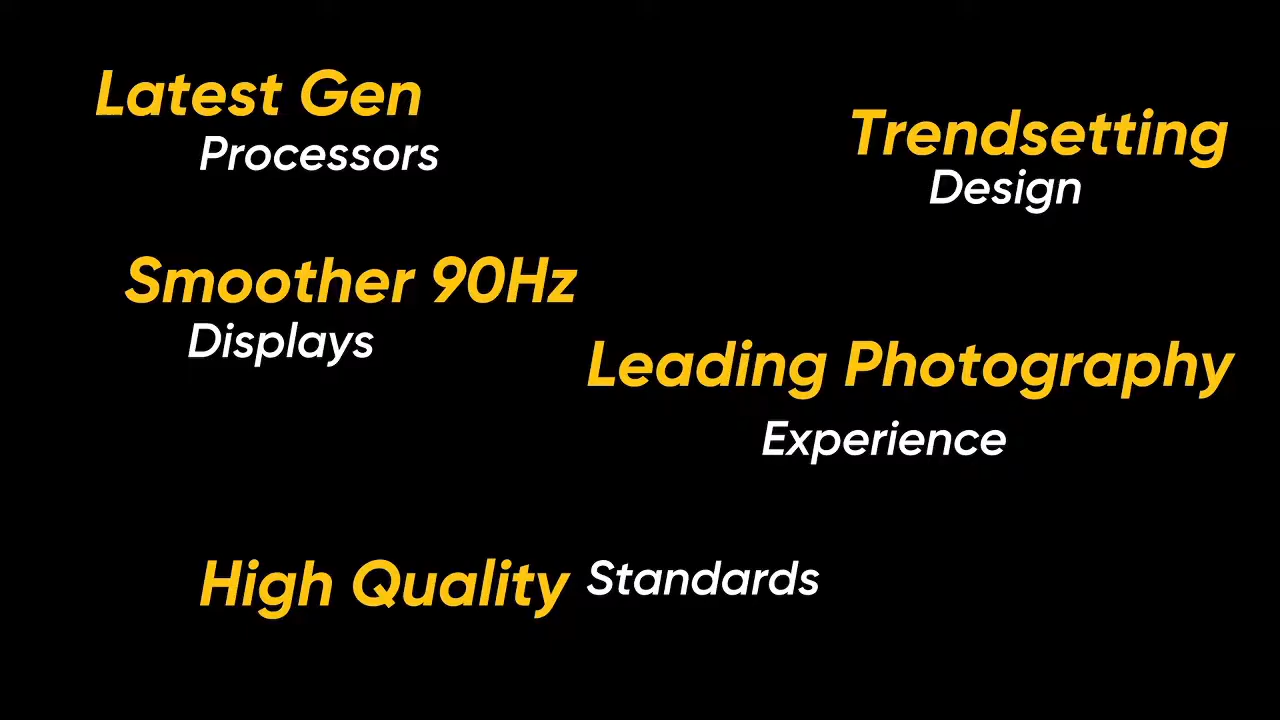 Latest Gen
Processors
Trendsetting
Design
Smoother 90Hz
Displays
Leading Photography
Experience
High Quality Standards